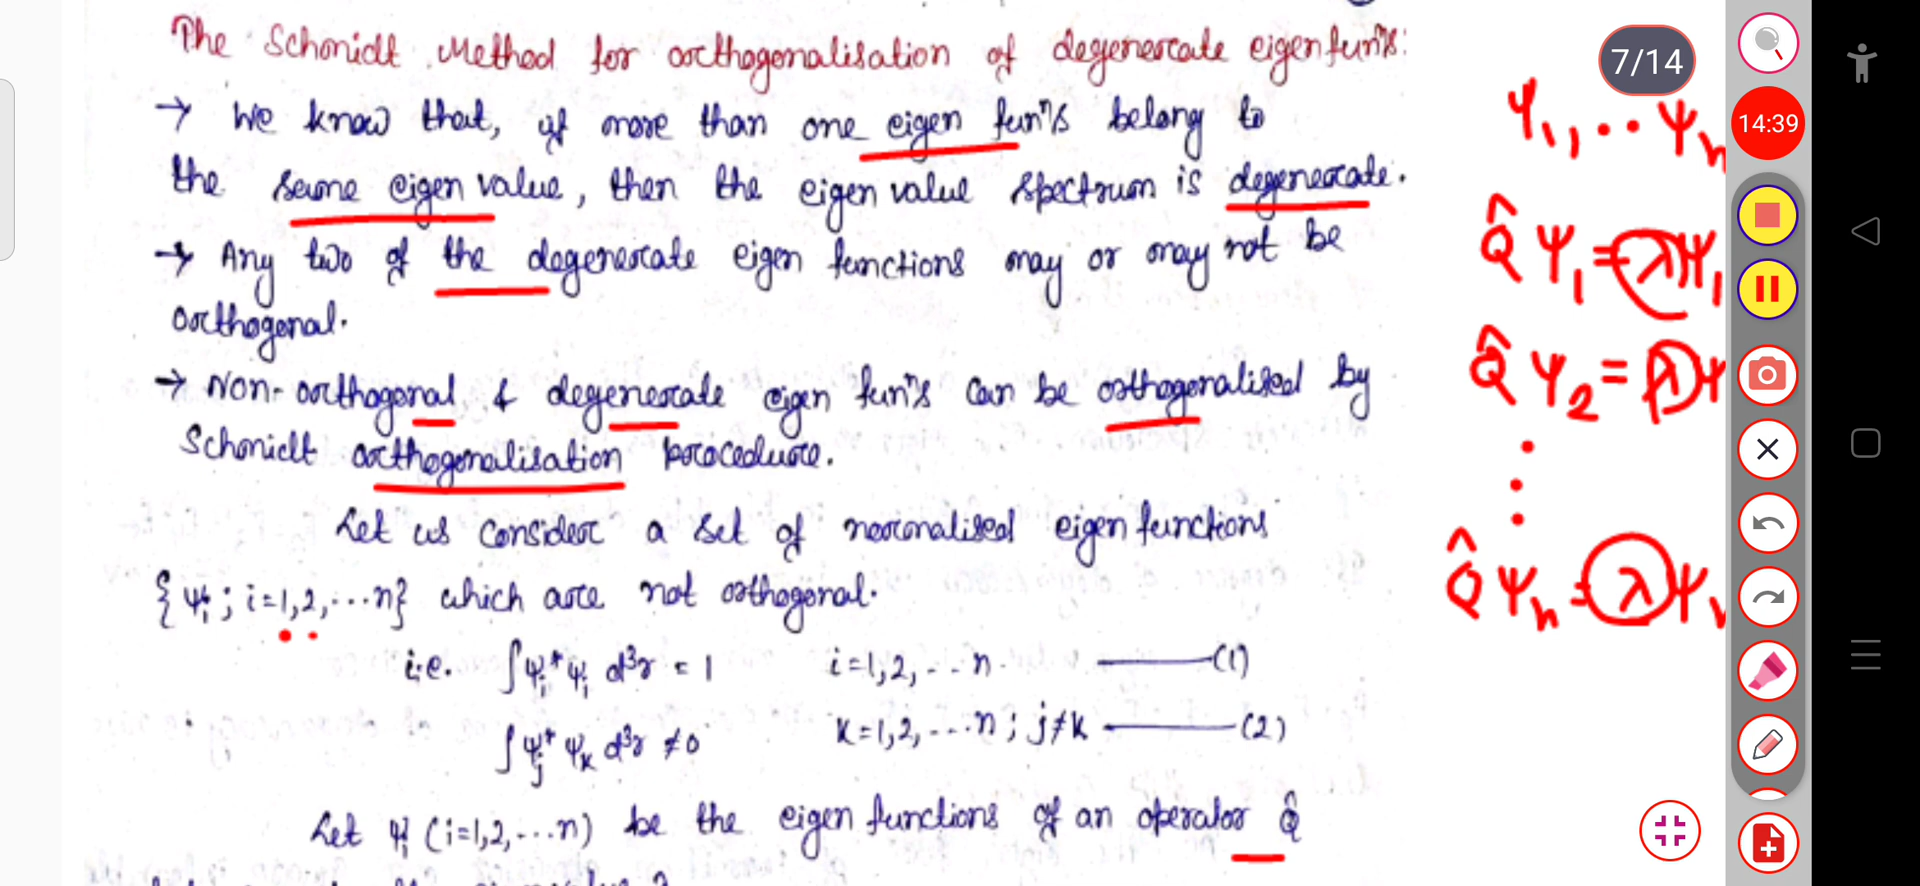 The Schmidt Method for orthogonalisation of degenerate eigenfunⁿs:
→ We know that, if more than one eigen funⁿs belong to
the same eigen value, then the eigen value spectrum is degenerate.
→ Any two of the degenerate eigen functions may or may not be
orthogonal.
→ Non-orthogonal & degenerate eigen funⁿs can be orthogonalised by
Schmidt orthogonalisation procedure.
Let us consider a set of normalised eigen functions
{ψᵢ ; i=1,2,...n} which are not orthogonal.
i.e. ∫ψᵢ* ψᵢ d³r = 1 i=1,2,...n. —(1)
∫ψⱼ* ψₖ d³r ≠ 0 k=1,2,...n ; j≠k —(2)
Let ψᵢ (i=1,2,...n) be the eigen functions of an operator Q̂
7/14
14:39
ψ₁, .. ψₙ
Q̂ ψ₁ = λψ₁
Q̂ ψ₂ = λψ
Q̂ ψₙ = λψ